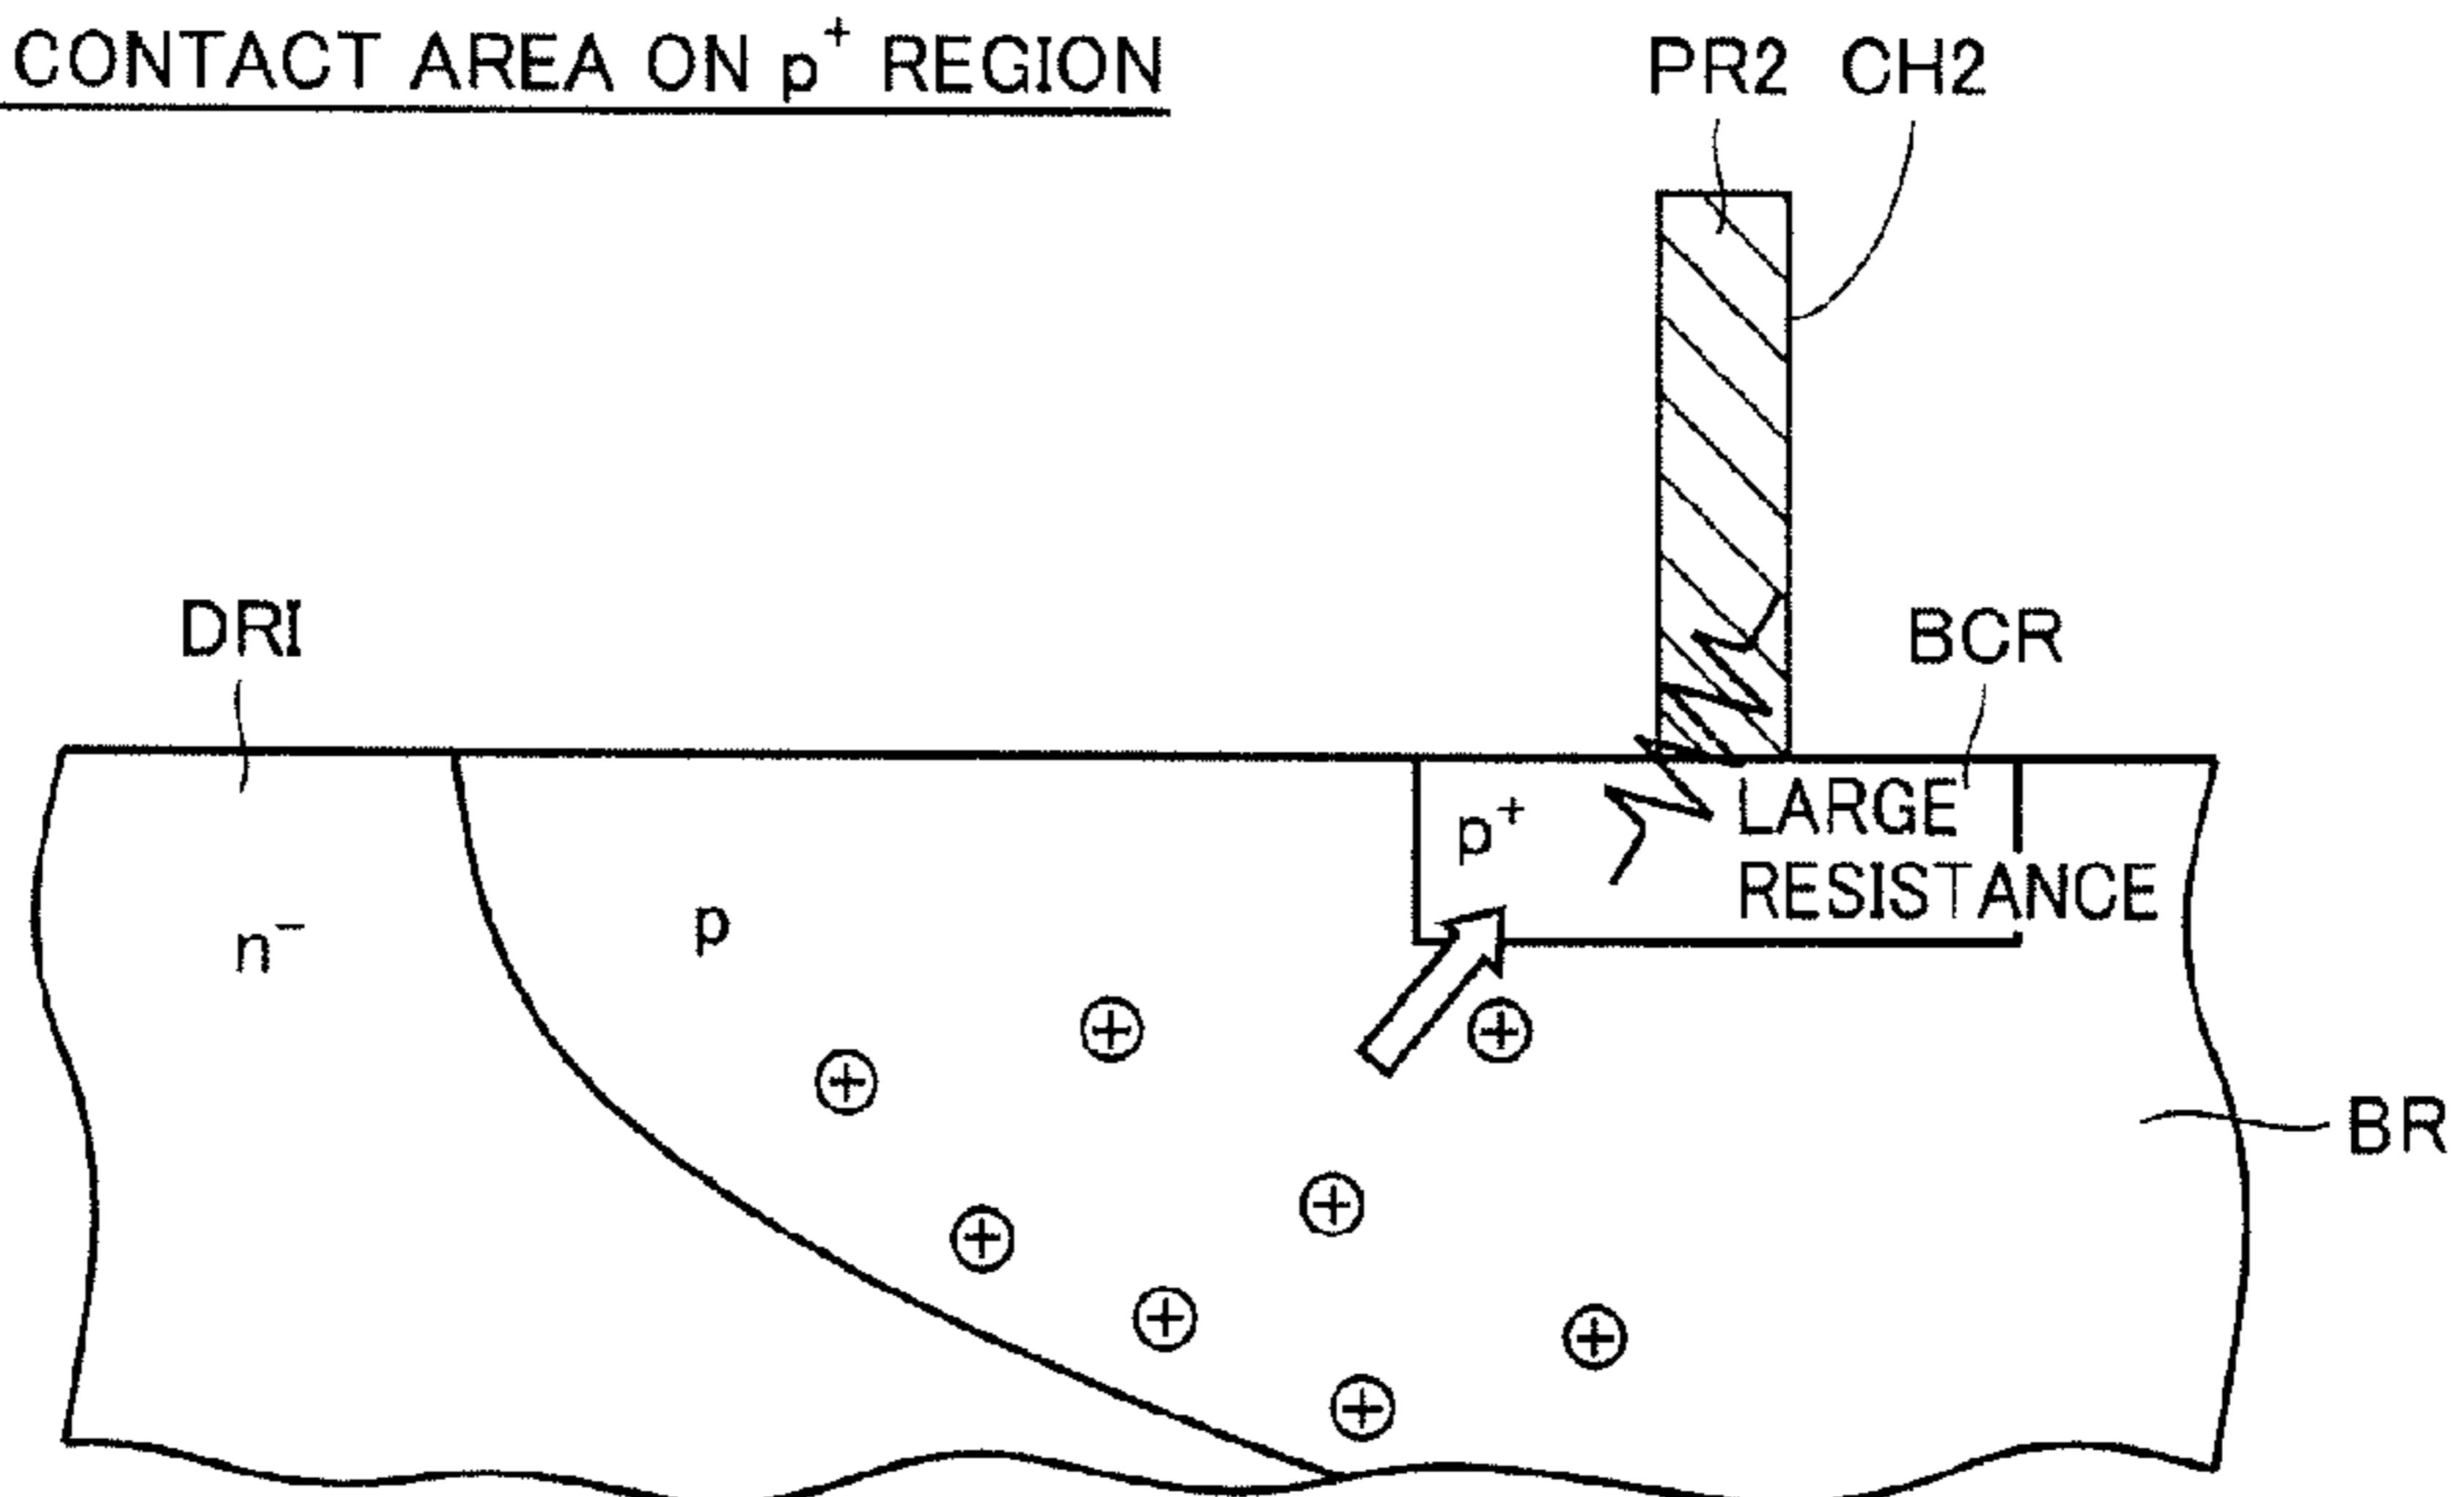 CONTACT AREA ON p⁺ REGION
PR2 CH2
DRI
BCR
p⁺
LARGE
RESISTANCE
n⁻
p
BR